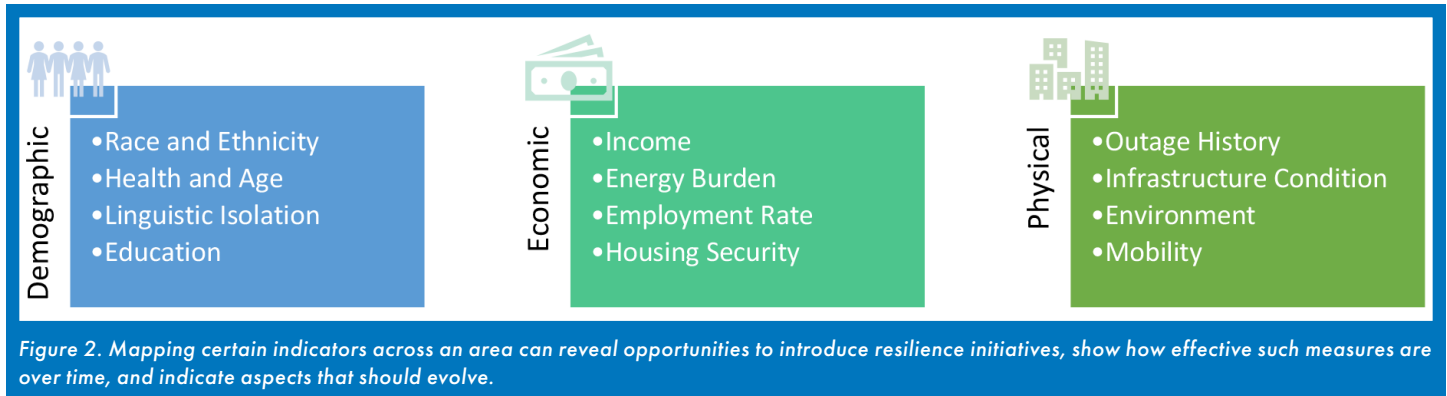 Demographic
•Race and Ethnicity
•Health and Age
•Linguistic Isolation
•Education
Economic
•Income
•Energy Burden
•Employment Rate
•Housing Security
Physical
•Outage History
•Infrastructure Condition
•Environment
•Mobility
Figure 2. Mapping certain indicators across an area can reveal opportunities to introduce resilience initiatives, show how effective such measures are
over time, and indicate aspects that should evolve.